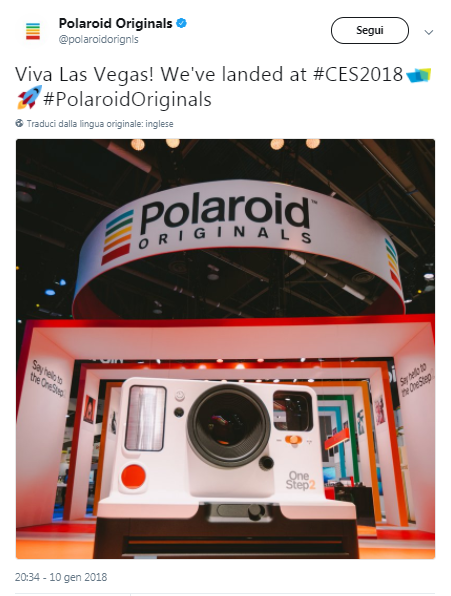 Polaroid Originals
@polaroidorignls
Segui
Viva Las Vegas! We've landed at #CES2018
#PolaroidOriginals
Traduci dalla lingua originale: inglese
Polaroid™
ORIGINALS
Say hello to
the OneStep.
Say hello to
the OneStep.
One
Step2
20:34 - 10 gen 2018